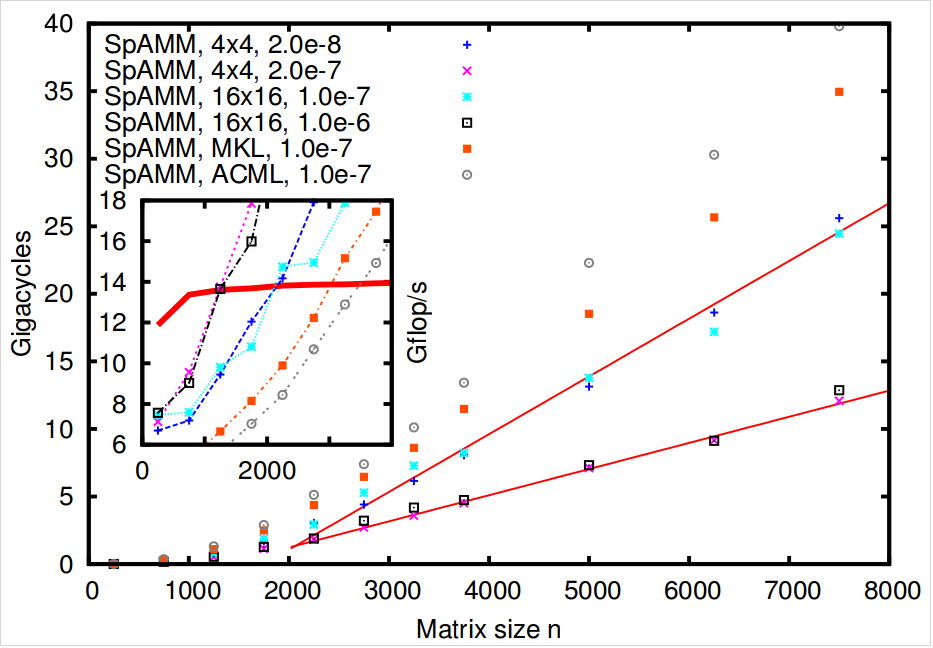 40
35
30
25
20
15
10
5
0
Gigacycles
SpAMM, 4x4, 2.0e-8
SpAMM, 4x4, 2.0e-7
SpAMM, 16x16, 1.0e-7
SpAMM, 16x16, 1.0e-6
SpAMM, MKL, 1.0e-7
SpAMM, ACML, 1.0e-7
18
16
14
12
10
8
6
0 2000
Gflop/s
0 1000 2000 3000 4000 5000 6000 7000 8000
Matrix size n